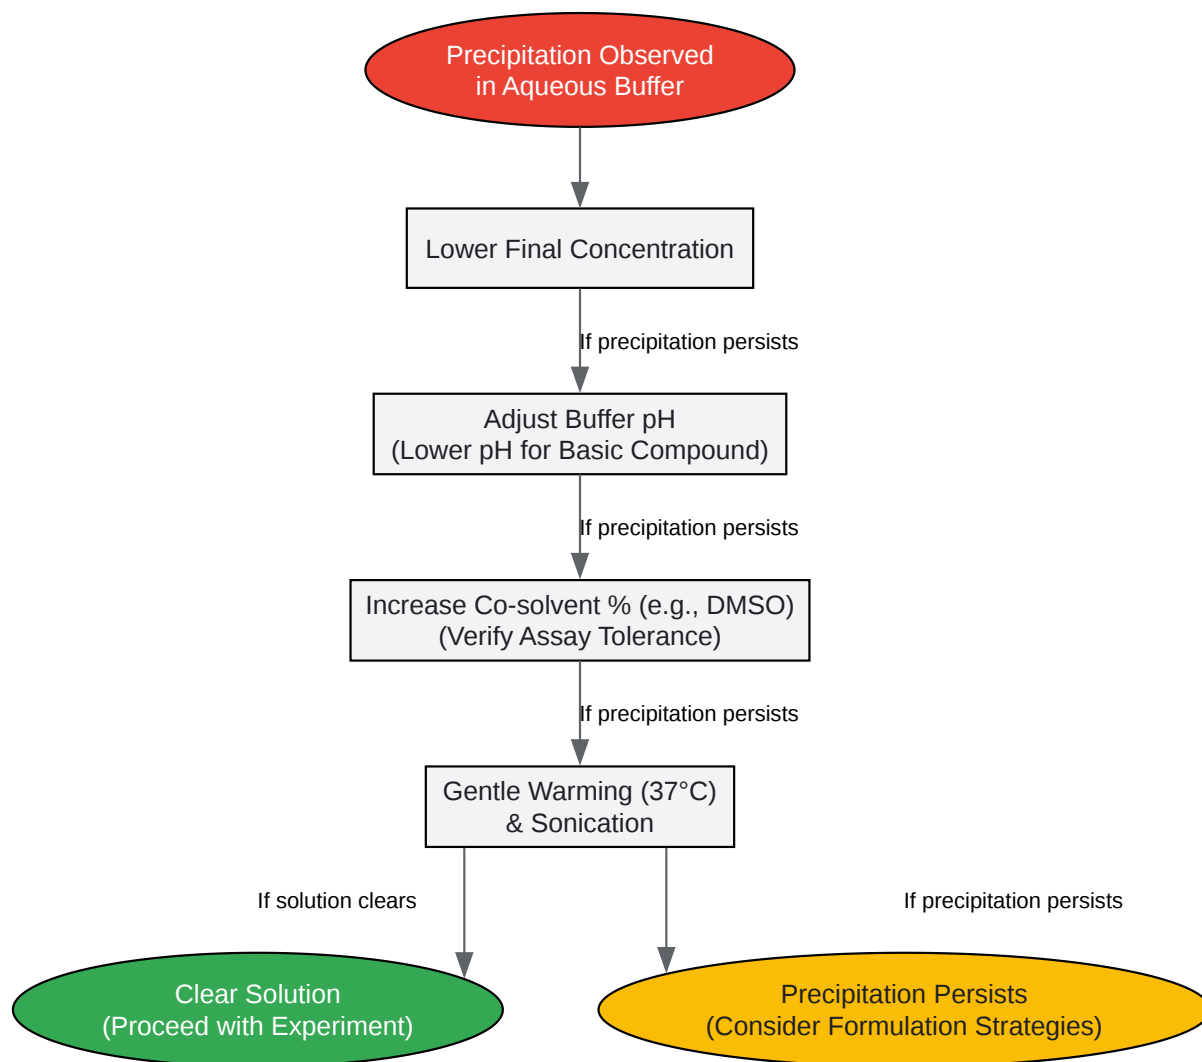 Precipitation Observed
in Aqueous Buffer
Lower Final Concentration
If precipitation persists
Adjust Buffer pH
(Lower pH for Basic Compound)
If precipitation persists
Increase Co-solvent % (e.g., DMSO)
(Verify Assay Tolerance)
If precipitation persists
Gentle Warming (37°C)
& Sonication
If solution clears
If precipitation persists
Clear Solution
(Proceed with Experiment)
Precipitation Persists
(Consider Formulation Strategies)